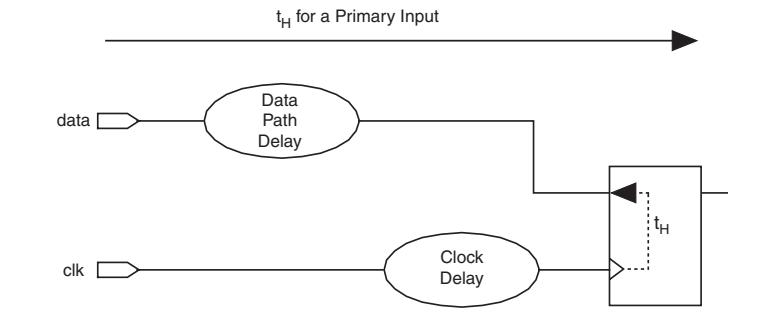 tH for a Primary Input
data
Data
Path
Delay
tH
clk
Clock
Delay